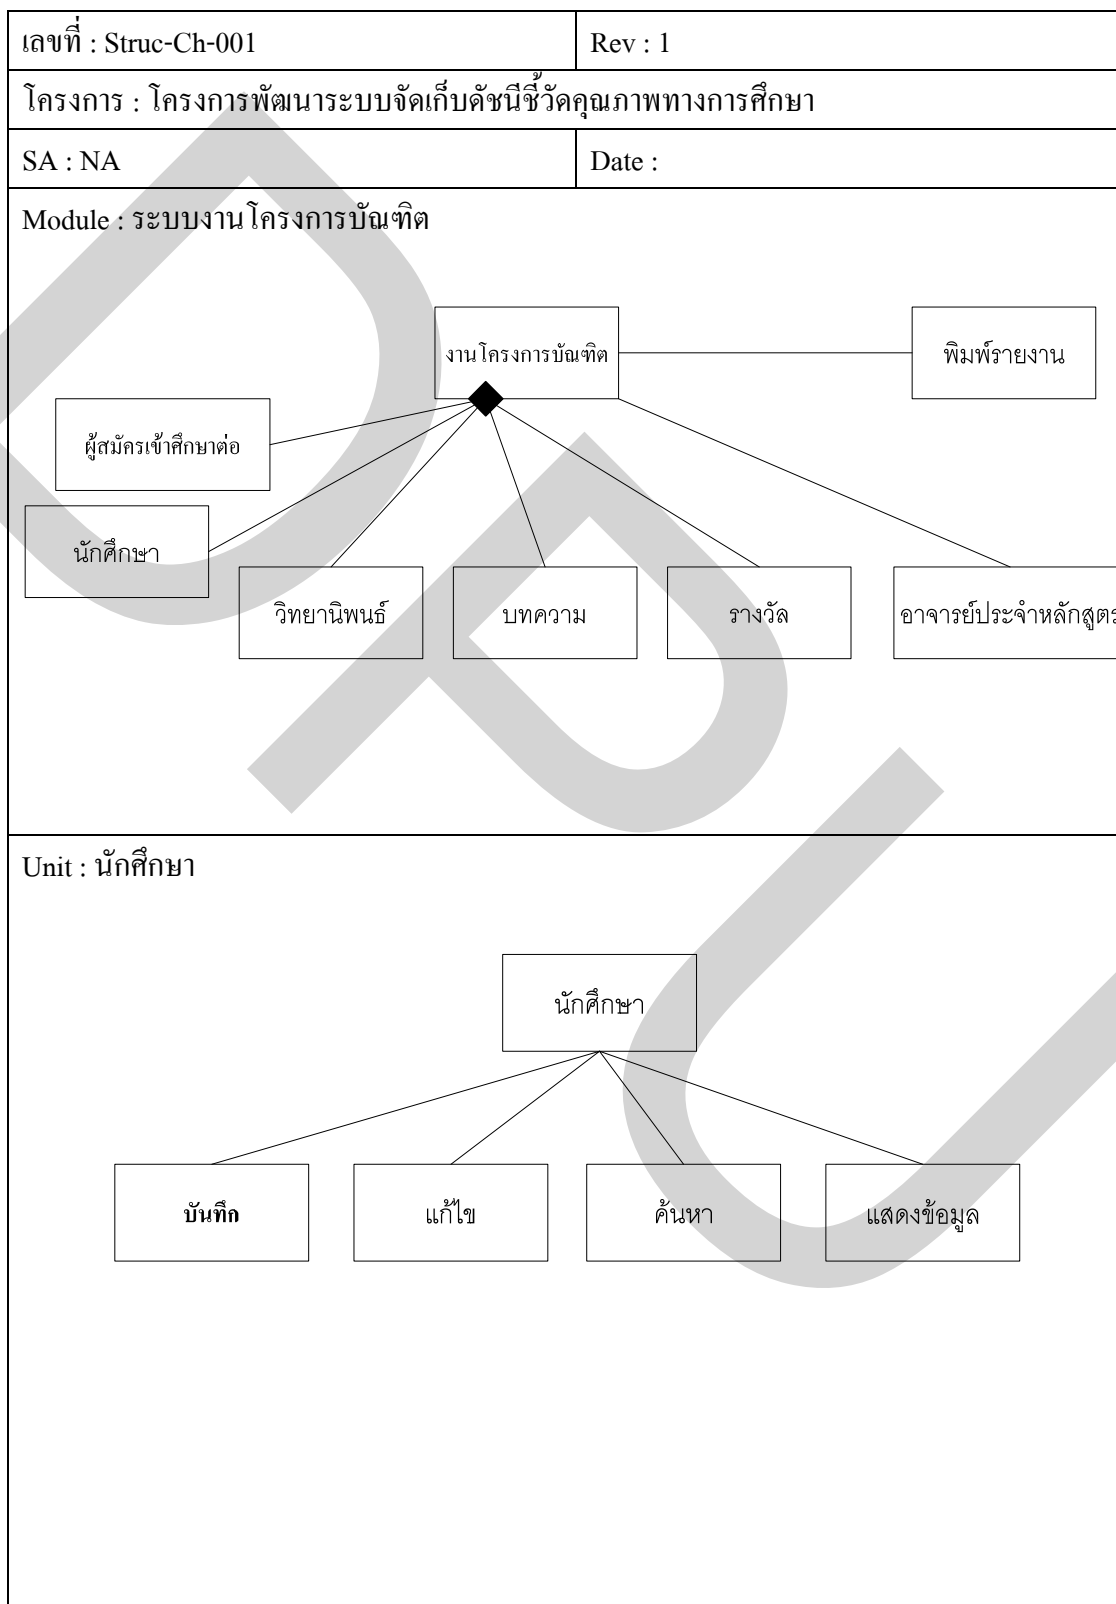 เลขที่ : Struc-Ch-001
Rev : 1
โครงการ : โครงการพัฒนาระบบจัดเก็บดัชนีชี้วัดคุณภาพทางการศึกษา
SA : NA
Date :
Module : ระบบงานโครงการบัณฑิต
งานโครงการบัณฑิต
พิมพ์รายงาน
ผู้สมัครเข้าศึกษาต่อ
นักศึกษา
วิทยานิพนธ์
บทความ
รางวัล
อาจารย์ประจำหลักสูตร
Unit : นักศึกษา
นักศึกษา
บันทึก
แก้ไข
ค้นหา
แสดงข้อมูล
DPU